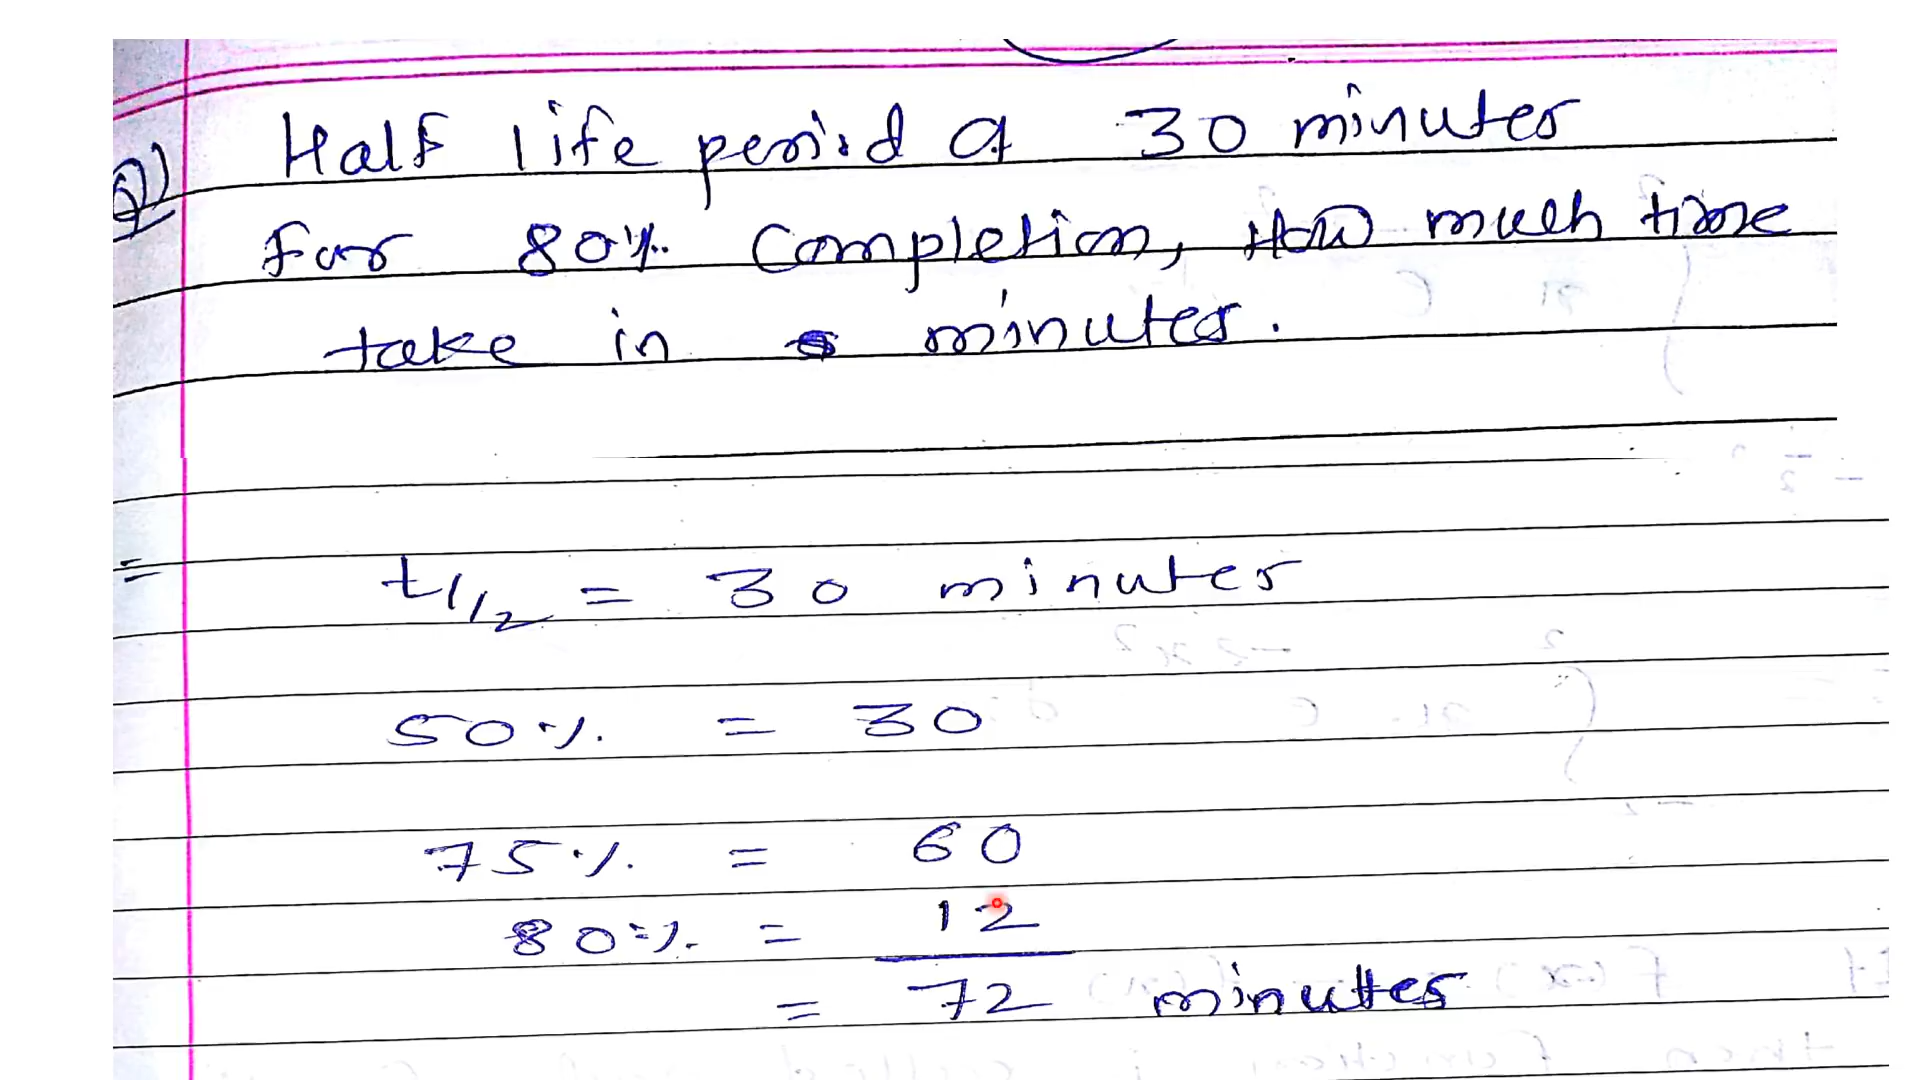 Q1) Half life period of 30 minutes
for 80% Completion, How much time
take in minutes.
= t1/2 = 30 minutes
50% = 30
75% = 60
80% = 12
= 72 minutes